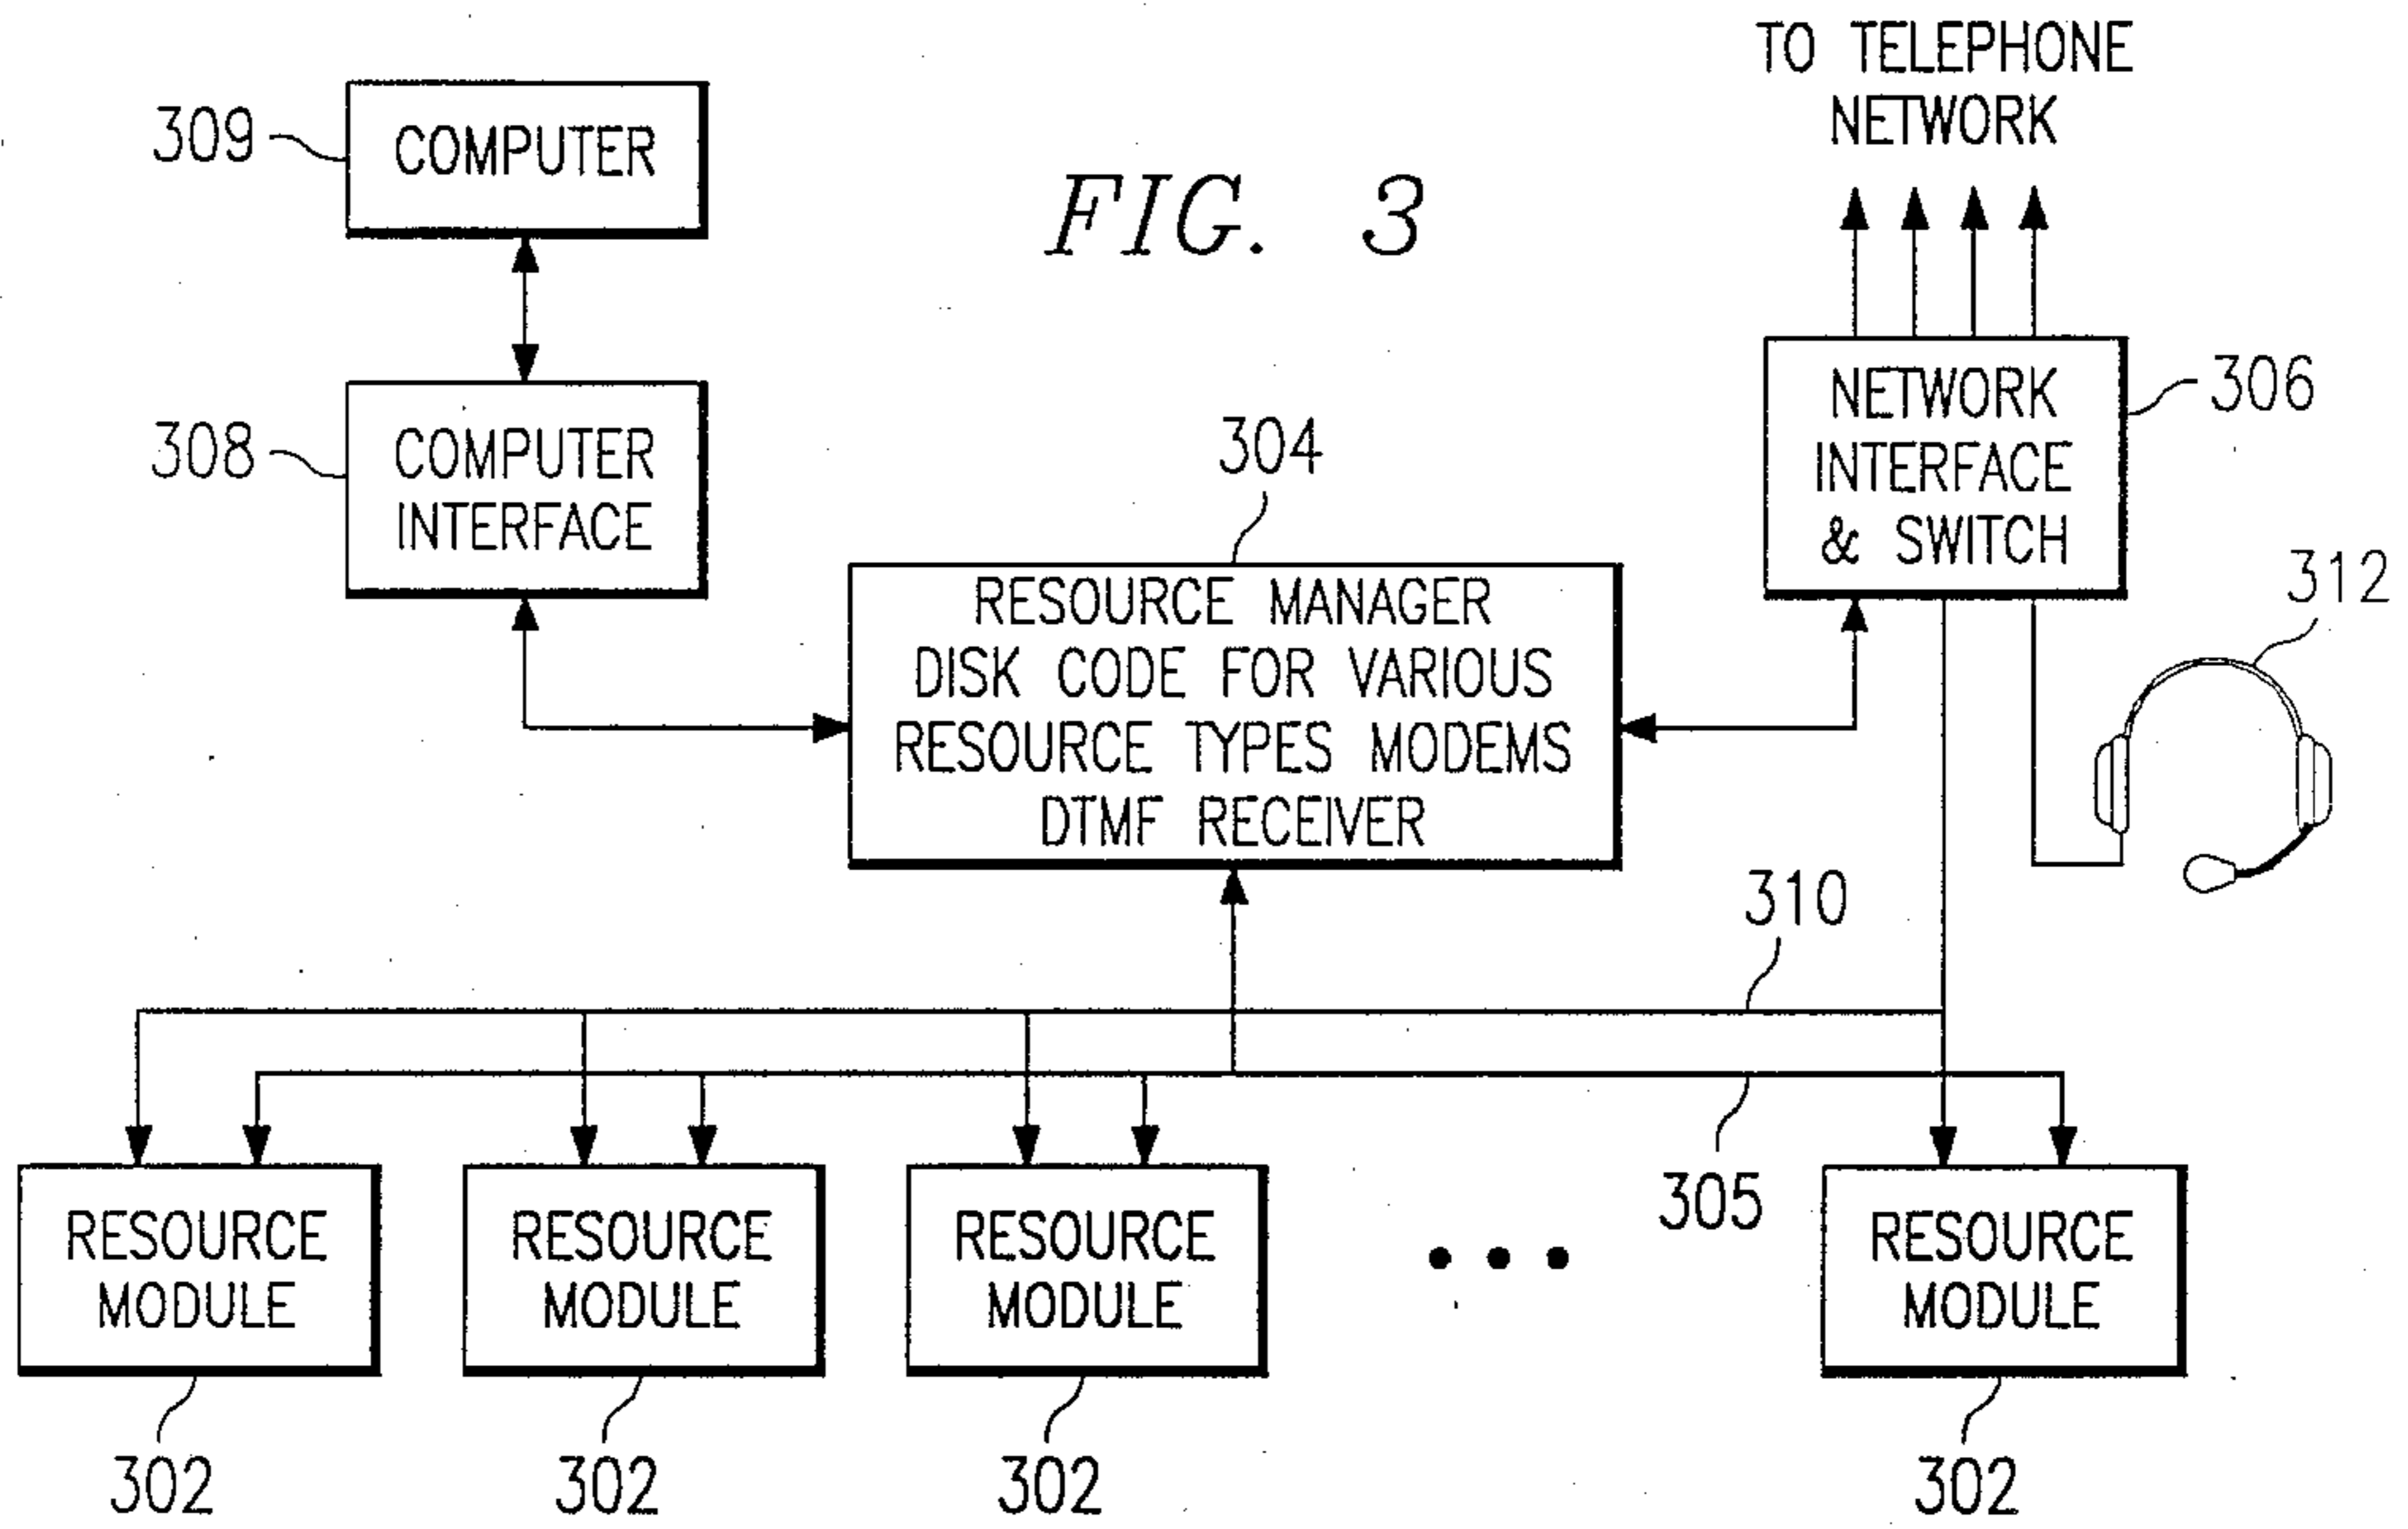 TO TELEPHONE
NETWORK
309
COMPUTER
FIG. 3
308
COMPUTER
INTERFACE
304
NETWORK
INTERFACE
& SWITCH
306
312
RESOURCE MANAGER
DISK CODE FOR VARIOUS
RESOURCE TYPES MODEMS
DTMF RECEIVER
310
305
RESOURCE
MODULE
RESOURCE
MODULE
RESOURCE
MODULE
RESOURCE
MODULE
302
302
302
302